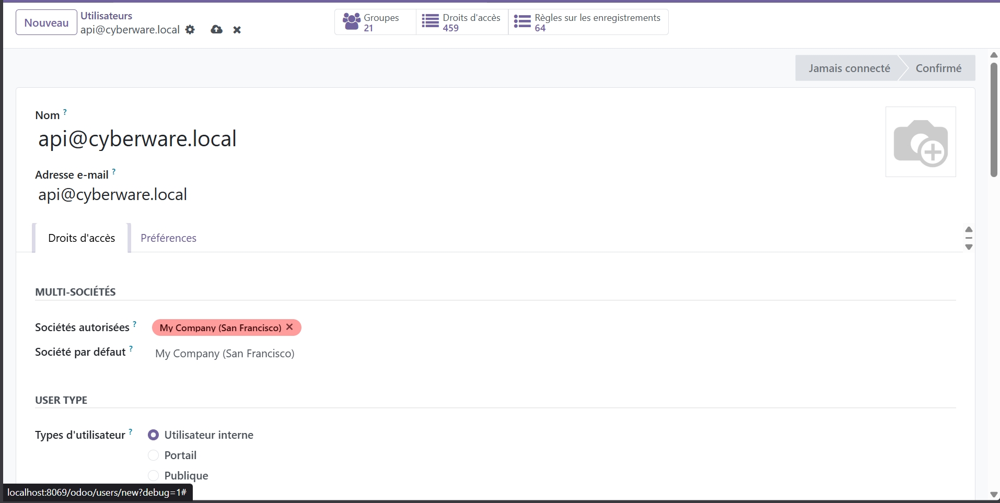 Nouveau
Utilisateurs
api@cyberware.local
Groupes
21
Droits d'accès
459
Règles sur les enregistrements
64
Jamais connecté
Confirmé
Nom ?
api@cyberware.local
Adresse e-mail ?
api@cyberware.local
Droits d'accès
Préférences
MULTI-SOCIÉTÉS
Sociétés autorisées ?
My Company (San Francisco)
Société par défaut ?
My Company (San Francisco)
USER TYPE
Types d'utilisateur ?
Utilisateur interne
Portail
Publique
localhost:8069/odoo/users/new?debug=1#